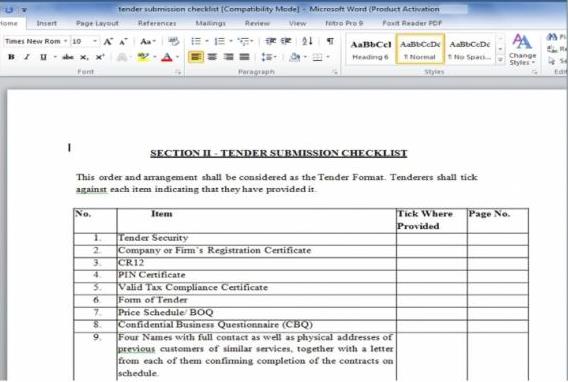 tender submission checklist [Compatibility Mode] - Microsoft Word (Product Activation
Home Insert Page Layout References Mailings Review View Nitro Pro 9 Foxit Reader PDF
Times New Rom 10 A A Aa
B I U abe x, x² A ab A
AaBbCcI AaBbCcDc AaBbCcDc A
Heading 6 ¶ Normal ¶ No Spaci... Change Styles
Font Paragraph Styles
SECTION II - TENDER SUBMISSION CHECKLIST
This order and arrangement shall be considered as the Tender Format. Tenderers shall tick
against each item indicating that they have provided it.
No. Item Tick Where Page No.
Provided
1. Tender Security
2. Company or Firm's Registration Certificate
3. CR12
4. PIN Certificate
5. Valid Tax Compliance Certificate
6. Form of Tender
7. Price Schedule/ BOQ
8. Confidential Business Questionnaire (CBQ)
9. Four Names with full contact as well as physical addresses of
previous customers of similar services, together with a letter
from each of them confirming completion of the contracts on
schedule.